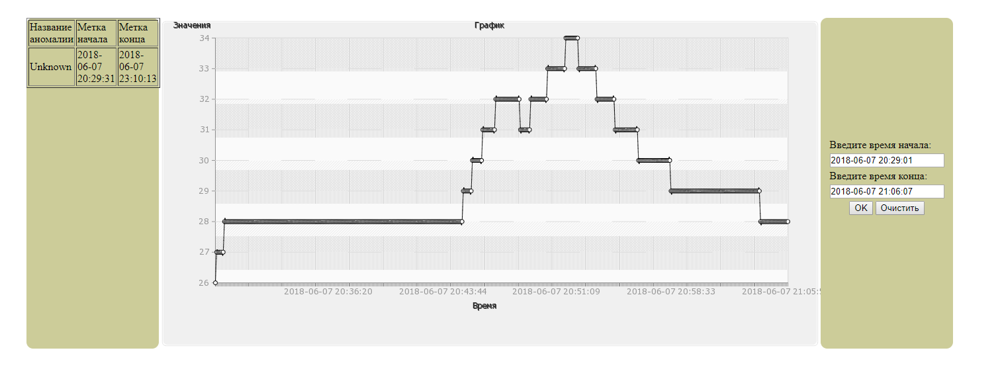 Название аномалии
Метка начала
Метка конца
Unknown
2018-06-07 20:29:31
2018-06-07 23:10:13
Значения
График
34
33
32
31
30
29
28
27
26
2018-06-07 20:36:20
2018-06-07 20:43:44
2018-06-07 20:51:09
2018-06-07 20:58:33
2018-06-07 21:05:5
Время
Введите время начала:
2018-06-07 20:29:01
Введите время конца:
2018-06-07 21:06:07
OK
Очистить